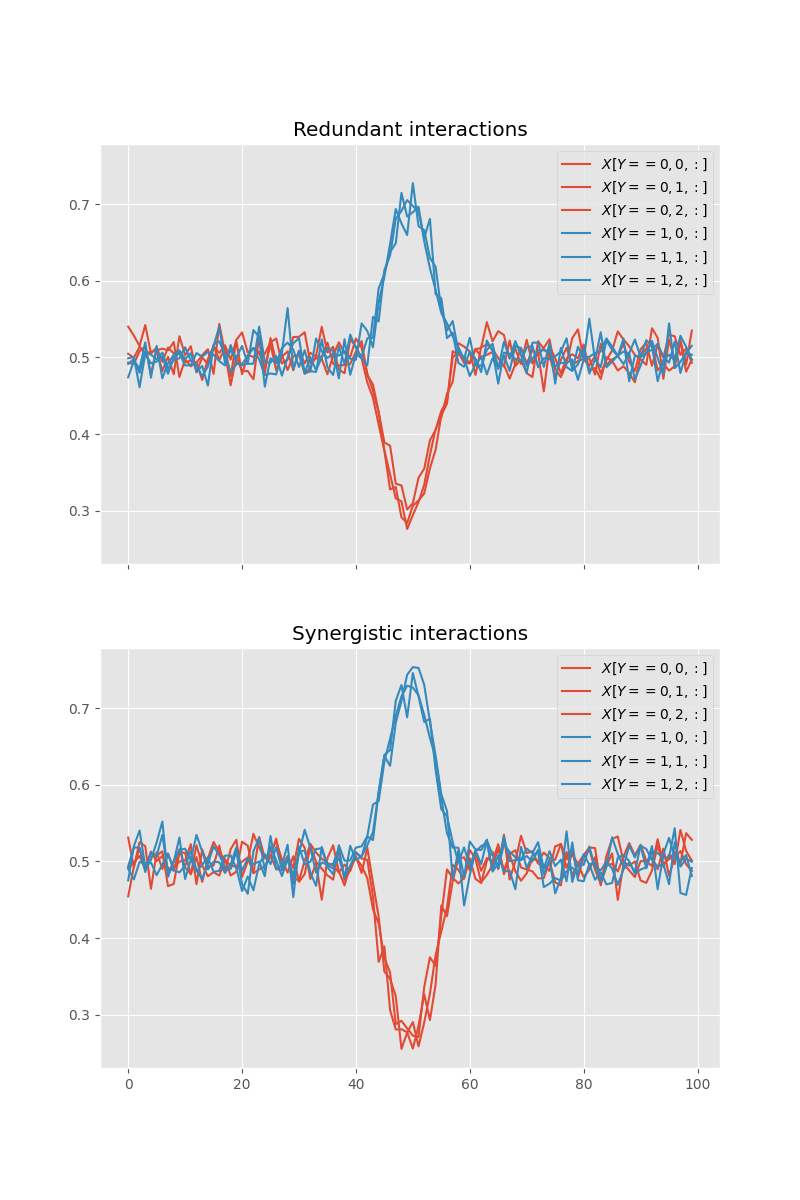 Redundant interactions
X[Y==0,0,:]
X[Y==0,1,:]
X[Y==0,2,:]
X[Y==1,0,:]
X[Y==1,1,:]
X[Y==1,2,:]
0.7
0.6
0.5
0.4
0.3
Synergistic interactions
X[Y==0,0,:]
X[Y==0,1,:]
X[Y==0,2,:]
X[Y==1,0,:]
X[Y==1,1,:]
X[Y==1,2,:]
0.7
0.6
0.5
0.4
0.3
0 20 40 60 80 100